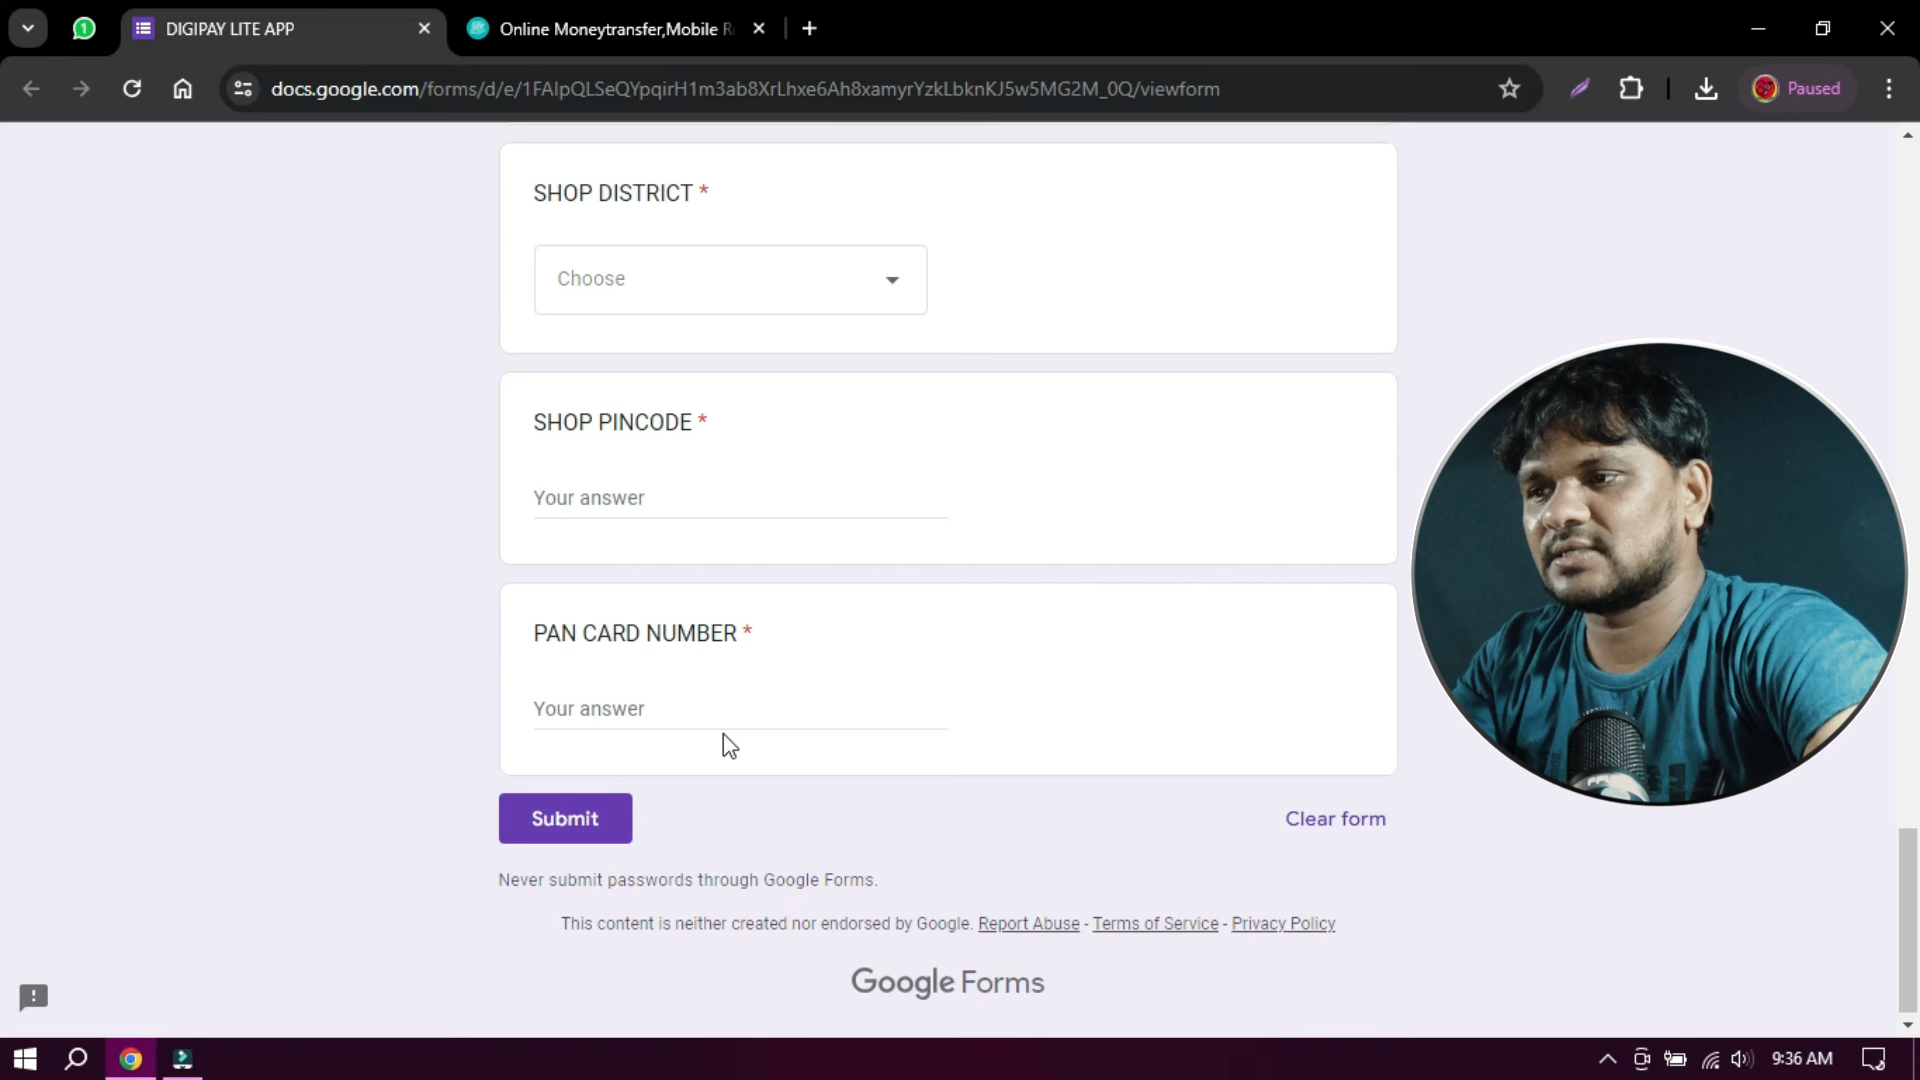 DIGIPAY LITE APP
Online Moneytransfer,Mobile R
docs.google.com/forms/d/e/1FAIpQLSeQYpqirH1m3ab8XrLhxe6Ah8xamyrYzkLbknKJ5w5MG2M_0Q/viewform
Paused
SHOP DISTRICT *
Choose
SHOP PINCODE *
Your answer
PAN CARD NUMBER *
Your answer
Submit
Clear form
Never submit passwords through Google Forms.
This content is neither created nor endorsed by Google. Report Abuse - Terms of Service - Privacy Policy
Google Forms
9:36 AM